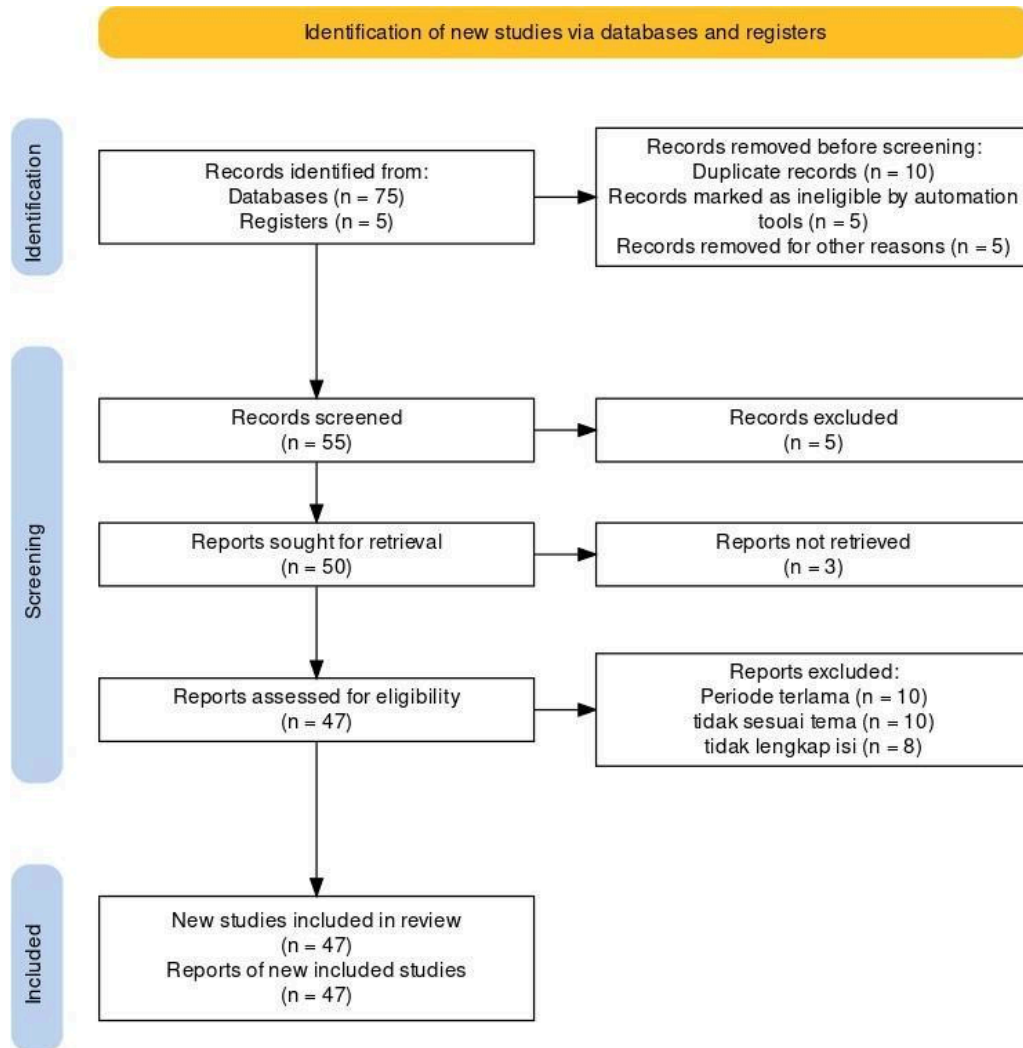 Identification of new studies via databases and registers
Identification
Records identified from:
Databases (n = 75)
Registers (n = 5)
Records removed before screening:
Duplicate records (n = 10)
Records marked as ineligible by automation
tools (n = 5)
Records removed for other reasons (n = 5)
Screening
Records screened
(n = 55)
Records excluded
(n = 5)
Reports sought for retrieval
(n = 50)
Reports not retrieved
(n = 3)
Reports assessed for eligibility
(n = 47)
Reports excluded:
Periode terlama (n = 10)
tidak sesuai tema (n = 10)
tidak lengkap isi (n = 8)
Included
New studies included in review
(n = 47)
Reports of new included studies
(n = 47)